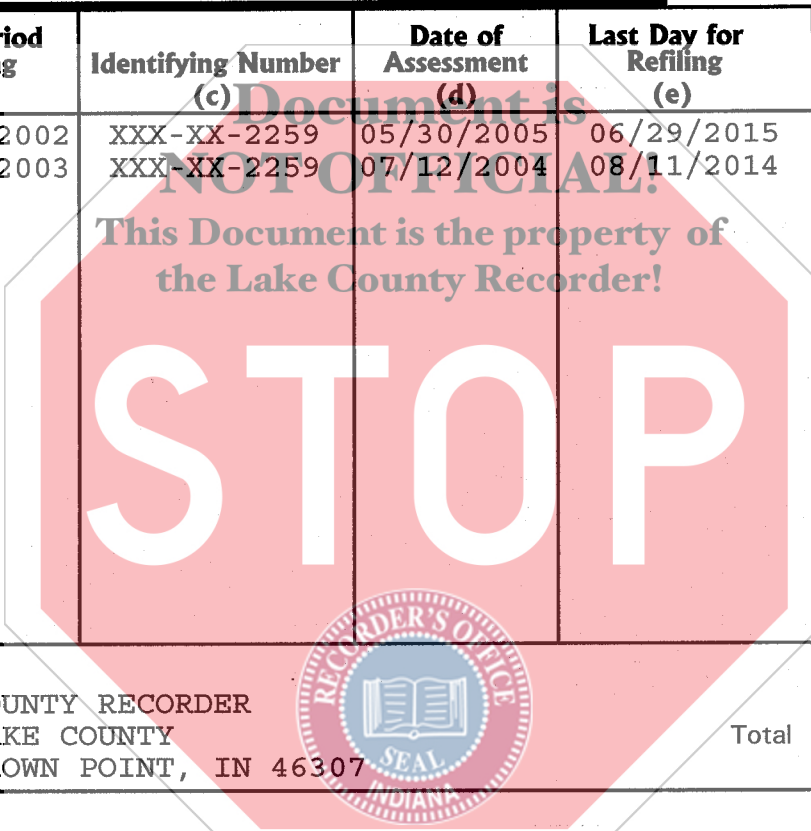 riod
g
Identifying Number
(c)
Date of
Assessment
(d)
Last Day for
Refiling
(e)
2002 XXX-XX-2259 05/30/2005 06/29/2015
2003 XXX-XX-2259 07/12/2004 08/11/2014
Document is
NOT OFFICIAL!
This Document is the property of
the Lake County Recorder!
STOP
RECORDER'S OFFICE
SEAL
INDIANA
UNTY RECORDER
KE COUNTY
OWN POINT, IN 46307
Total